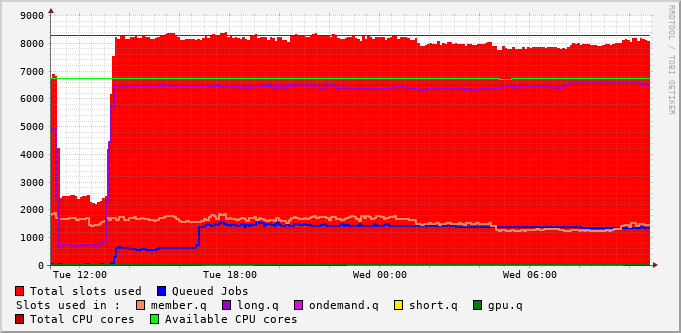 RRDTOOL / TOBI OETIKER
9000
8000
7000
6000
5000
4000
3000
2000
1000
0
Tue 12:00 Tue 18:00 Wed 00:00 Wed 06:00
Total slots used Queued Jobs
Slots used in : member.q long.q ondemand.q short.q gpu.q
Total CPU cores Available CPU cores